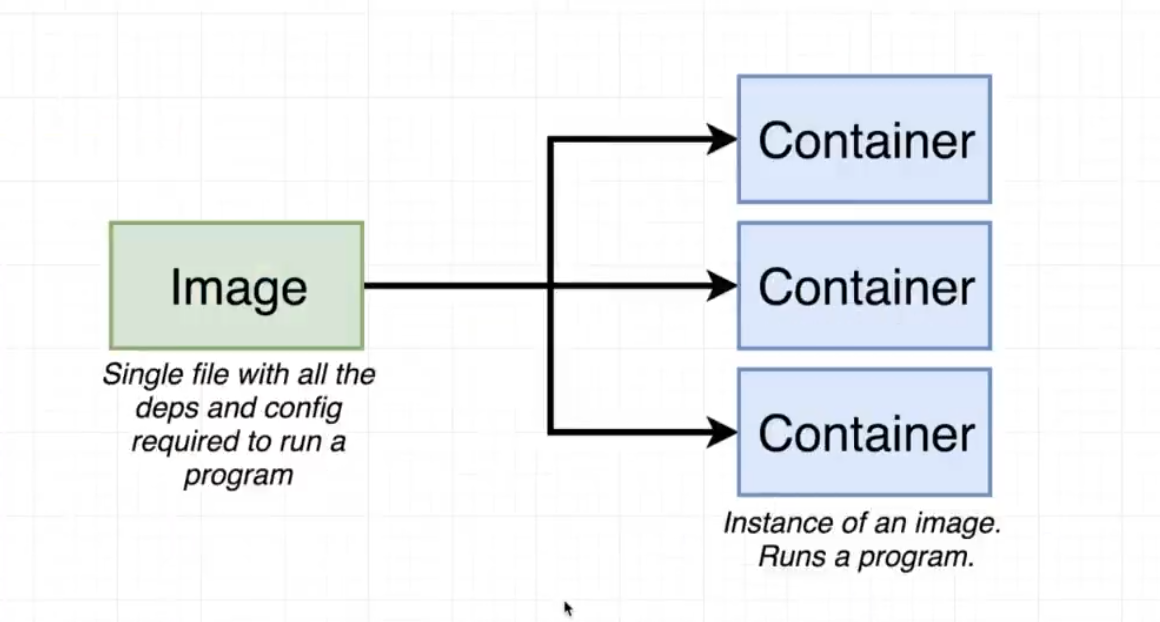 Container
Image
Container
Single file with all the
deps and config
required to run a
program
Container
Instance of an image.
Runs a program.